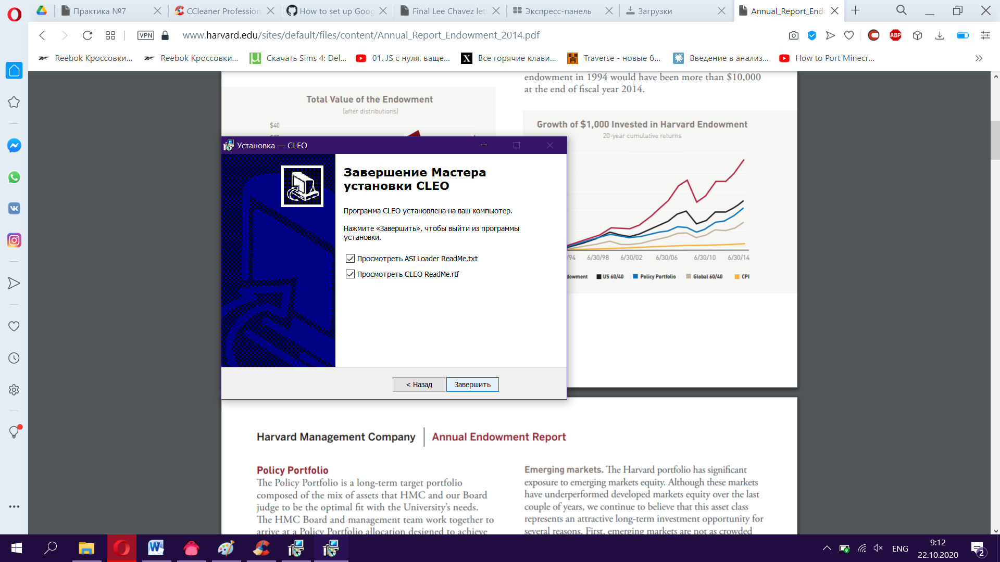 Практика №7
CCleaner Profession
How to set up Goog
Final Lee Chavez let
Экспресс-панель
Загрузки
Annual_Report_End
VPN
www.harvard.edu/sites/default/files/content/Annual_Report_Endowment_2014.pdf
ABP
Reebok Кроссовки...
Reebok Кроссовки...
Скачать Sims 4: Del...
01. JS с нуля, ваще...
Все горячие клави...
Traverse - новые б...
Введение в анализ...
How to Port Minecr...
endowment in 1994 would have been more than $10,000
at the end of fiscal year 2014.
Total Value of the Endowment
(after distributions)
$40
Growth of $1,000 Invested in Harvard Endowment
20-year cumulative returns
/94
6/30/98
6/30/02
6/30/06
6/30/10
6/30/14
dowment
US 60/40
Policy Portfolio
Global 60/40
CPI
Установка — CLEO
Завершение Мастера
установки CLEO
Программа CLEO установлена на ваш компьютер.
Нажмите «Завершить», чтобы выйти из программы
установки.
Просмотреть ASI Loader ReadMe.txt
Просмотреть CLEO ReadMe.rtf
< Назад
Завершить
Harvard Management Company
Annual Endowment Report
Policy Portfolio
The Policy Portfolio is a long-term target portfolio
composed of the mix of assets that HMC and our Board
judge to be the optimal fit with the University's needs.
The HMC Board and management team work together to
arrive at a Policy Portfolio allocation designed to achieve
Emerging markets. The Harvard portfolio has significant
exposure to emerging markets equity. Although these markets
have underperformed developed markets equity over the last
couple of years, we continue to believe that this asset class
represents an attractive long-term investment opportunity for
several reasons. First, emerging markets are not as crowded
ENG
9:12
22.10.2020
2